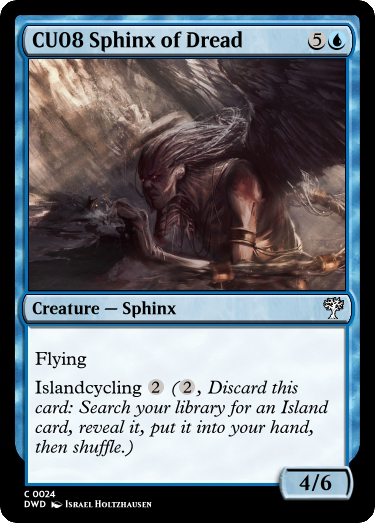 CU08 Sphinx of Dread 5
Creature — Sphinx
Flying
Islandcycling 2 (2, Discard this
card: Search your library for an Island
card, reveal it, put it into your hand,
then shuffle.)
4/6
C 0024
DWD Israel Holtzhausen